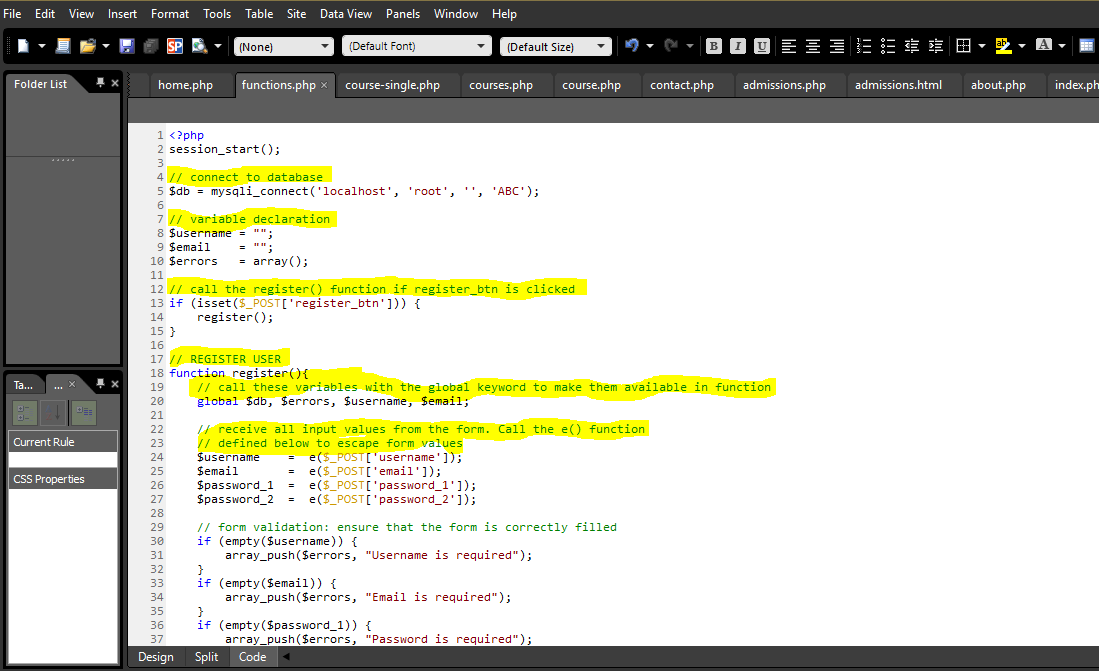 File Edit View Insert Format Tools Table Site Data View Panels Window Help
SP (None) (Default Font) (Default Size) B I U ab A
Folder List
home.php functions.php × course-single.php courses.php course.php contact.php admissions.php admissions.html about.php index.ph
1 <?php
2 session_start();
3
4 // connect to database
5 $db = mysqli_connect('localhost', 'root', '', 'ABC');
6
7 // variable declaration
8 $username = "";
9 $email    = "";
10 $errors   = array();
11
12 // call the register() function if register_btn is clicked
13 if (isset($_POST['register_btn'])) {
14     register();
15 }
16
17 // REGISTER USER
18 function register(){
19     // call these variables with the global keyword to make them available in function
20     global $db, $errors, $username, $email;
21
22     // receive all input values from the form. Call the e() function
23     // defined below to escape form values
24     $username    =  e($_POST['username']);
25     $email       =  e($_POST['email']);
26     $password_1  =  e($_POST['password_1']);
27     $password_2  =  e($_POST['password_2']);
28
29     // form validation: ensure that the form is correctly filled
30     if (empty($username)) {
31         array_push($errors, "Username is required");
32     }
33     if (empty($email)) {
34         array_push($errors, "Email is required");
35     }
36     if (empty($password_1)) {
37         array_push($errors, "Password is required");
Ta... ... ×
Current Rule
CSS Properties
Design Split Code